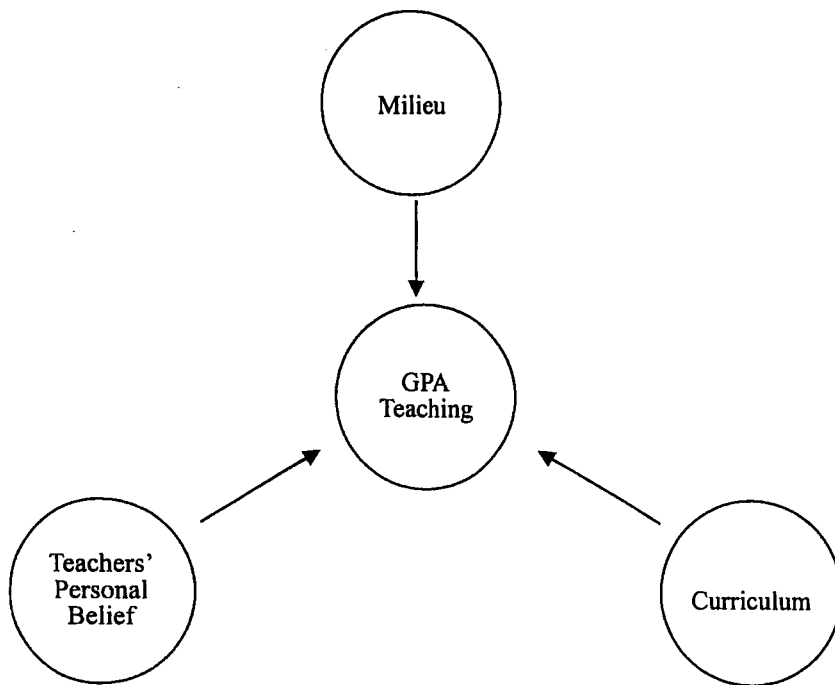 Milieu
GPA
Teaching
Teachers'
Personal
Belief
Curriculum